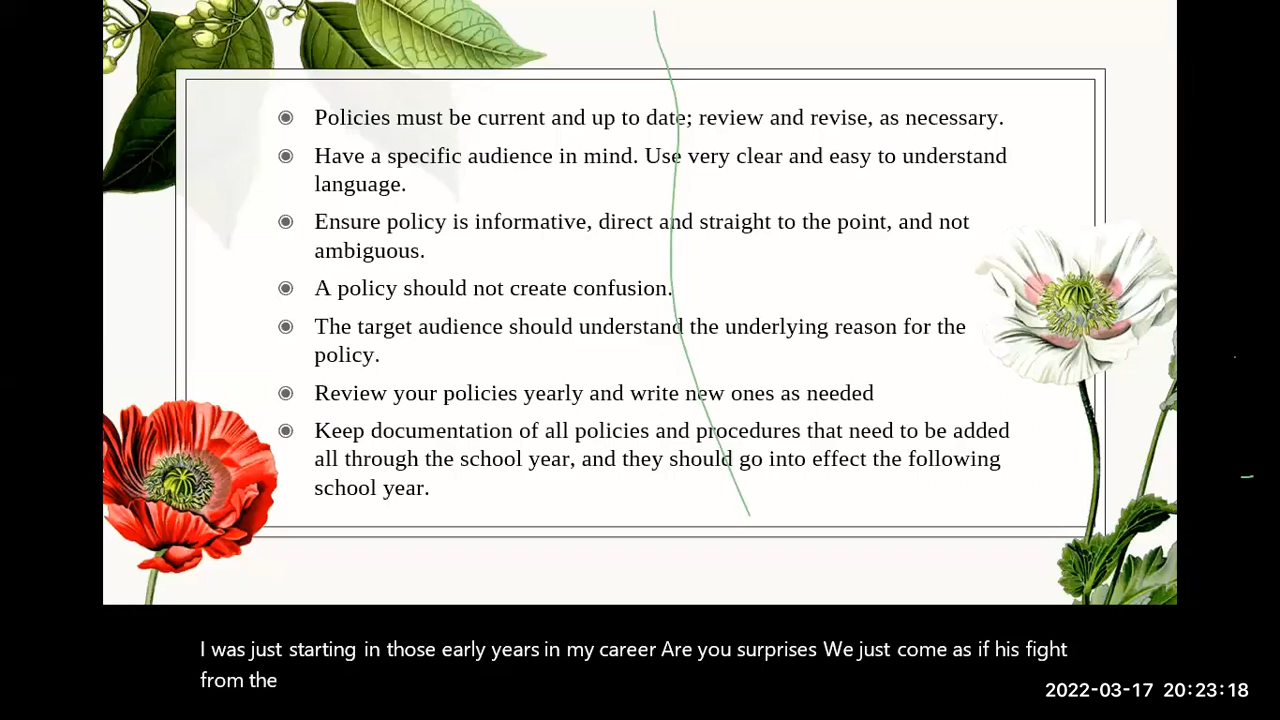 Policies must be current and up to date; review and revise, as necessary.
Have a specific audience in mind. Use very clear and easy to understand
language.
Ensure policy is informative, direct and straight to the point, and not
ambiguous.
A policy should not create confusion.
The target audience should understand the underlying reason for the
policy.
Review your policies yearly and write new ones as needed
Keep documentation of all policies and procedures that need to be added
all through the school year, and they should go into effect the following
school year.
I was just starting in those early years in my career Are you surprises We just come as if his fight
from the
2022-03-17 20:23:18